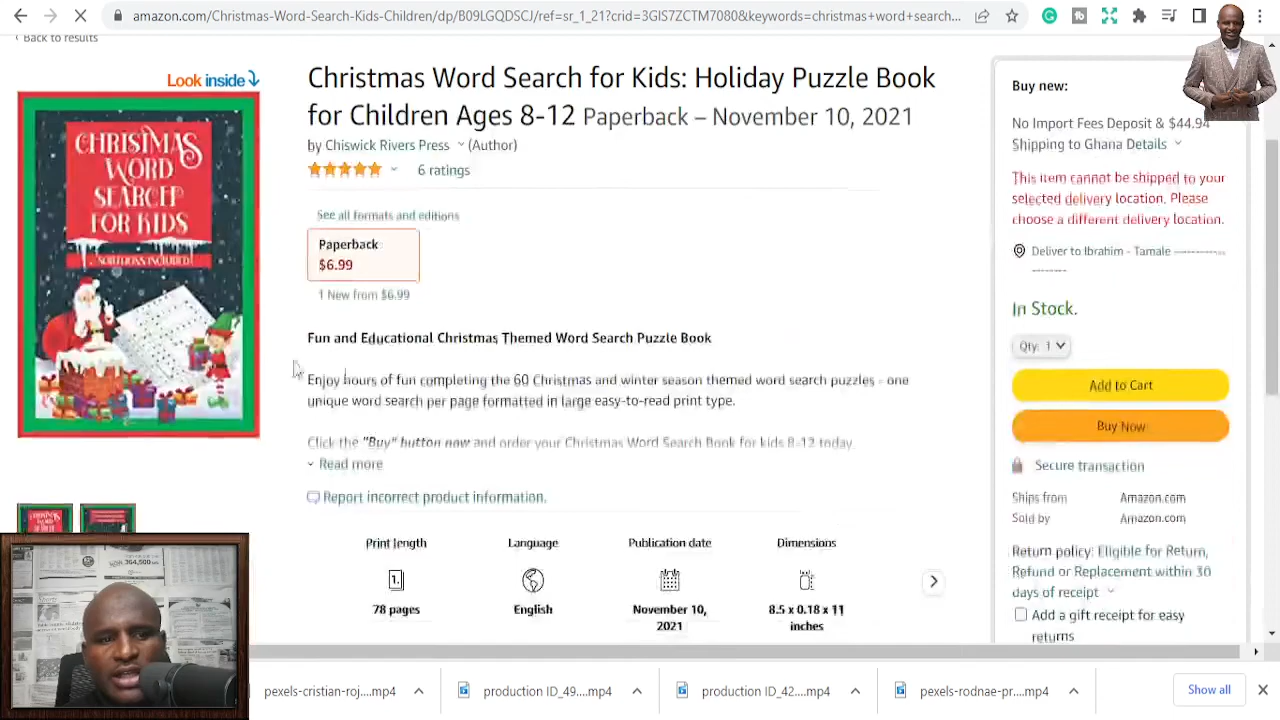 amazon.com/Christmas-Word-Search-Kids-Children/dp/B09LGQDSCJ/ref=sr_1_21?crid=3GIS7ZCTM7080&keywords=christmas+word+search...
Back to results
Look inside
CHRISTMAS
WORD
SEARCH
FOR KIDS
SOLUTIONS INCLUDED
Christmas Word Search for Kids: Holiday Puzzle Book
for Children Ages 8-12 Paperback – November 10, 2021
by Chiswick Rivers Press (Author)
6 ratings
See all formats and editions
Paperback
$6.99
1 New from $6.99
Fun and Educational Christmas Themed Word Search Puzzle Book
Enjoy hours of fun completing the 60 Christmas and winter season themed word search puzzles - one
unique word search per page formatted in large easy-to-read print type.
Click the "Buy" button now and order your Christmas Word Search Book for kids 8-12 today.
Read more
Report incorrect product information.
Print length
78 pages
Language
English
Publication date
November 10,
2021
Dimensions
8.5 x 0.18 x 11
inches
Buy new:
No Import Fees Deposit & $44.94
Shipping to Ghana Details
This item cannot be shipped to your
selected delivery location. Please
choose a different delivery location.
Deliver to Ibrahim - Tamale
In Stock.
Qty: 1
Add to Cart
Buy Now
Secure transaction
Ships from Amazon.com
Sold by Amazon.com
Return policy: Eligible for Return,
Refund or Replacement within 30
days of receipt
Add a gift receipt for easy
returns
pexels-cristian-roj....mp4
production ID_49....mp4
production ID_42....mp4
pexels-rodnae-pr....mp4
Show all